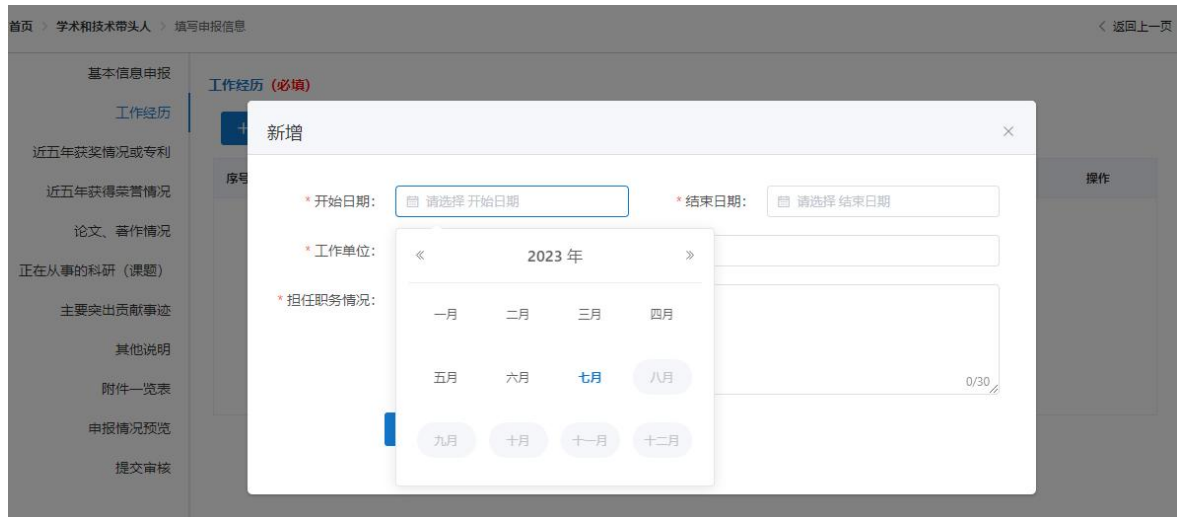 首页 > 学术和技术带头人 > 填写申报信息
< 返回上一页
基本信息申报
工作经历
近五年获奖情况或专利
近五年获得荣誉情况
论文、著作情况
正在从事的科研（课题）
主要突出贡献事迹
其他说明
附件一览表
申报情况预览
提交审核
工作经历（必填）
+
序号
操作
新增 ×
* 开始日期： 请选择 开始日期
* 结束日期： 请选择 结束日期
* 工作单位：
* 担任职务情况：
« 2023 年 »
一月 二月 三月 四月
五月 六月 七月 八月
九月 十月 十一月 十二月
0/30